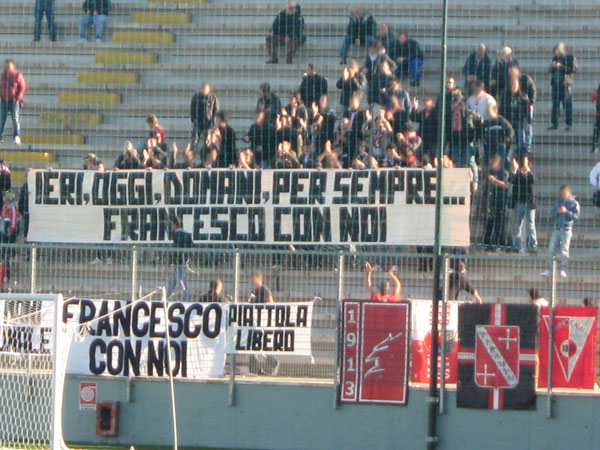 IERI, OGGI, DOMANI, PER SEMPRE...
FRANCESCO CON NOI
FRANCESCO
CON NOI
PIATTOLA
LIBERO
1913